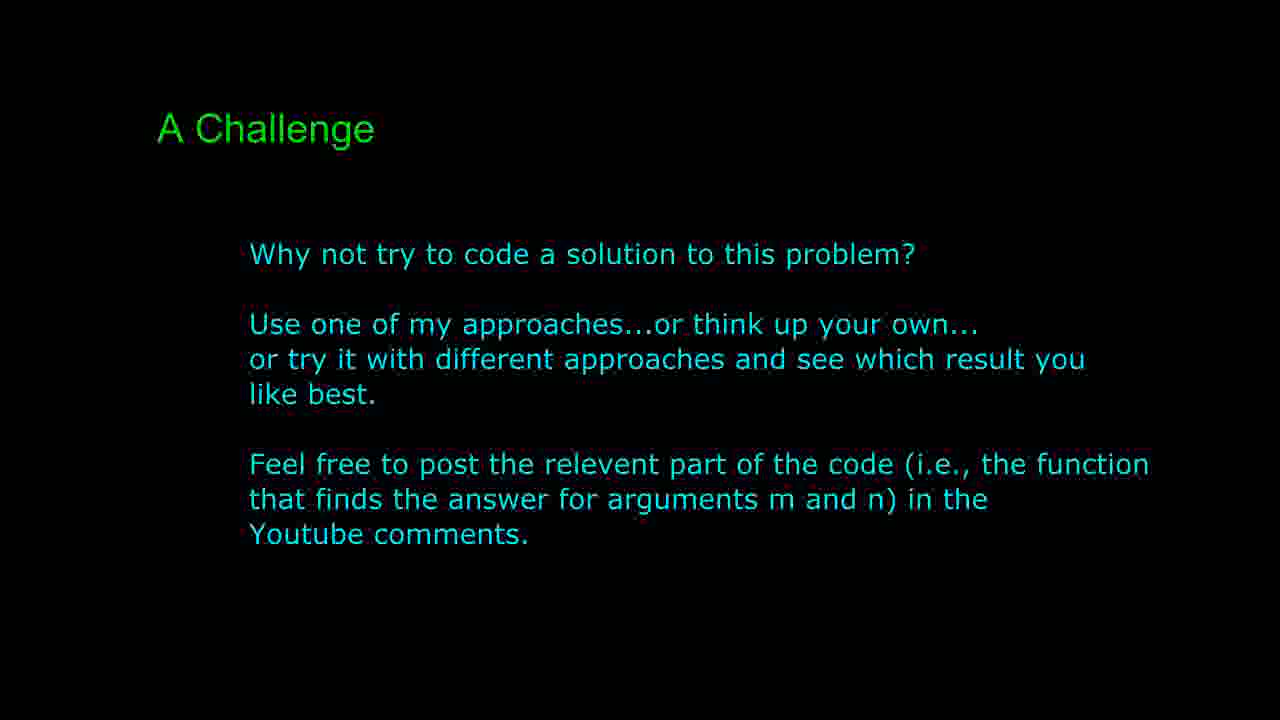 A Challenge
Why not try to code a solution to this problem?
Use one of my approaches...or think up your own...
or try it with different approaches and see which result you
like best.
Feel free to post the relevent part of the code (i.e., the function
that finds the answer for arguments m and n) in the
Youtube comments.